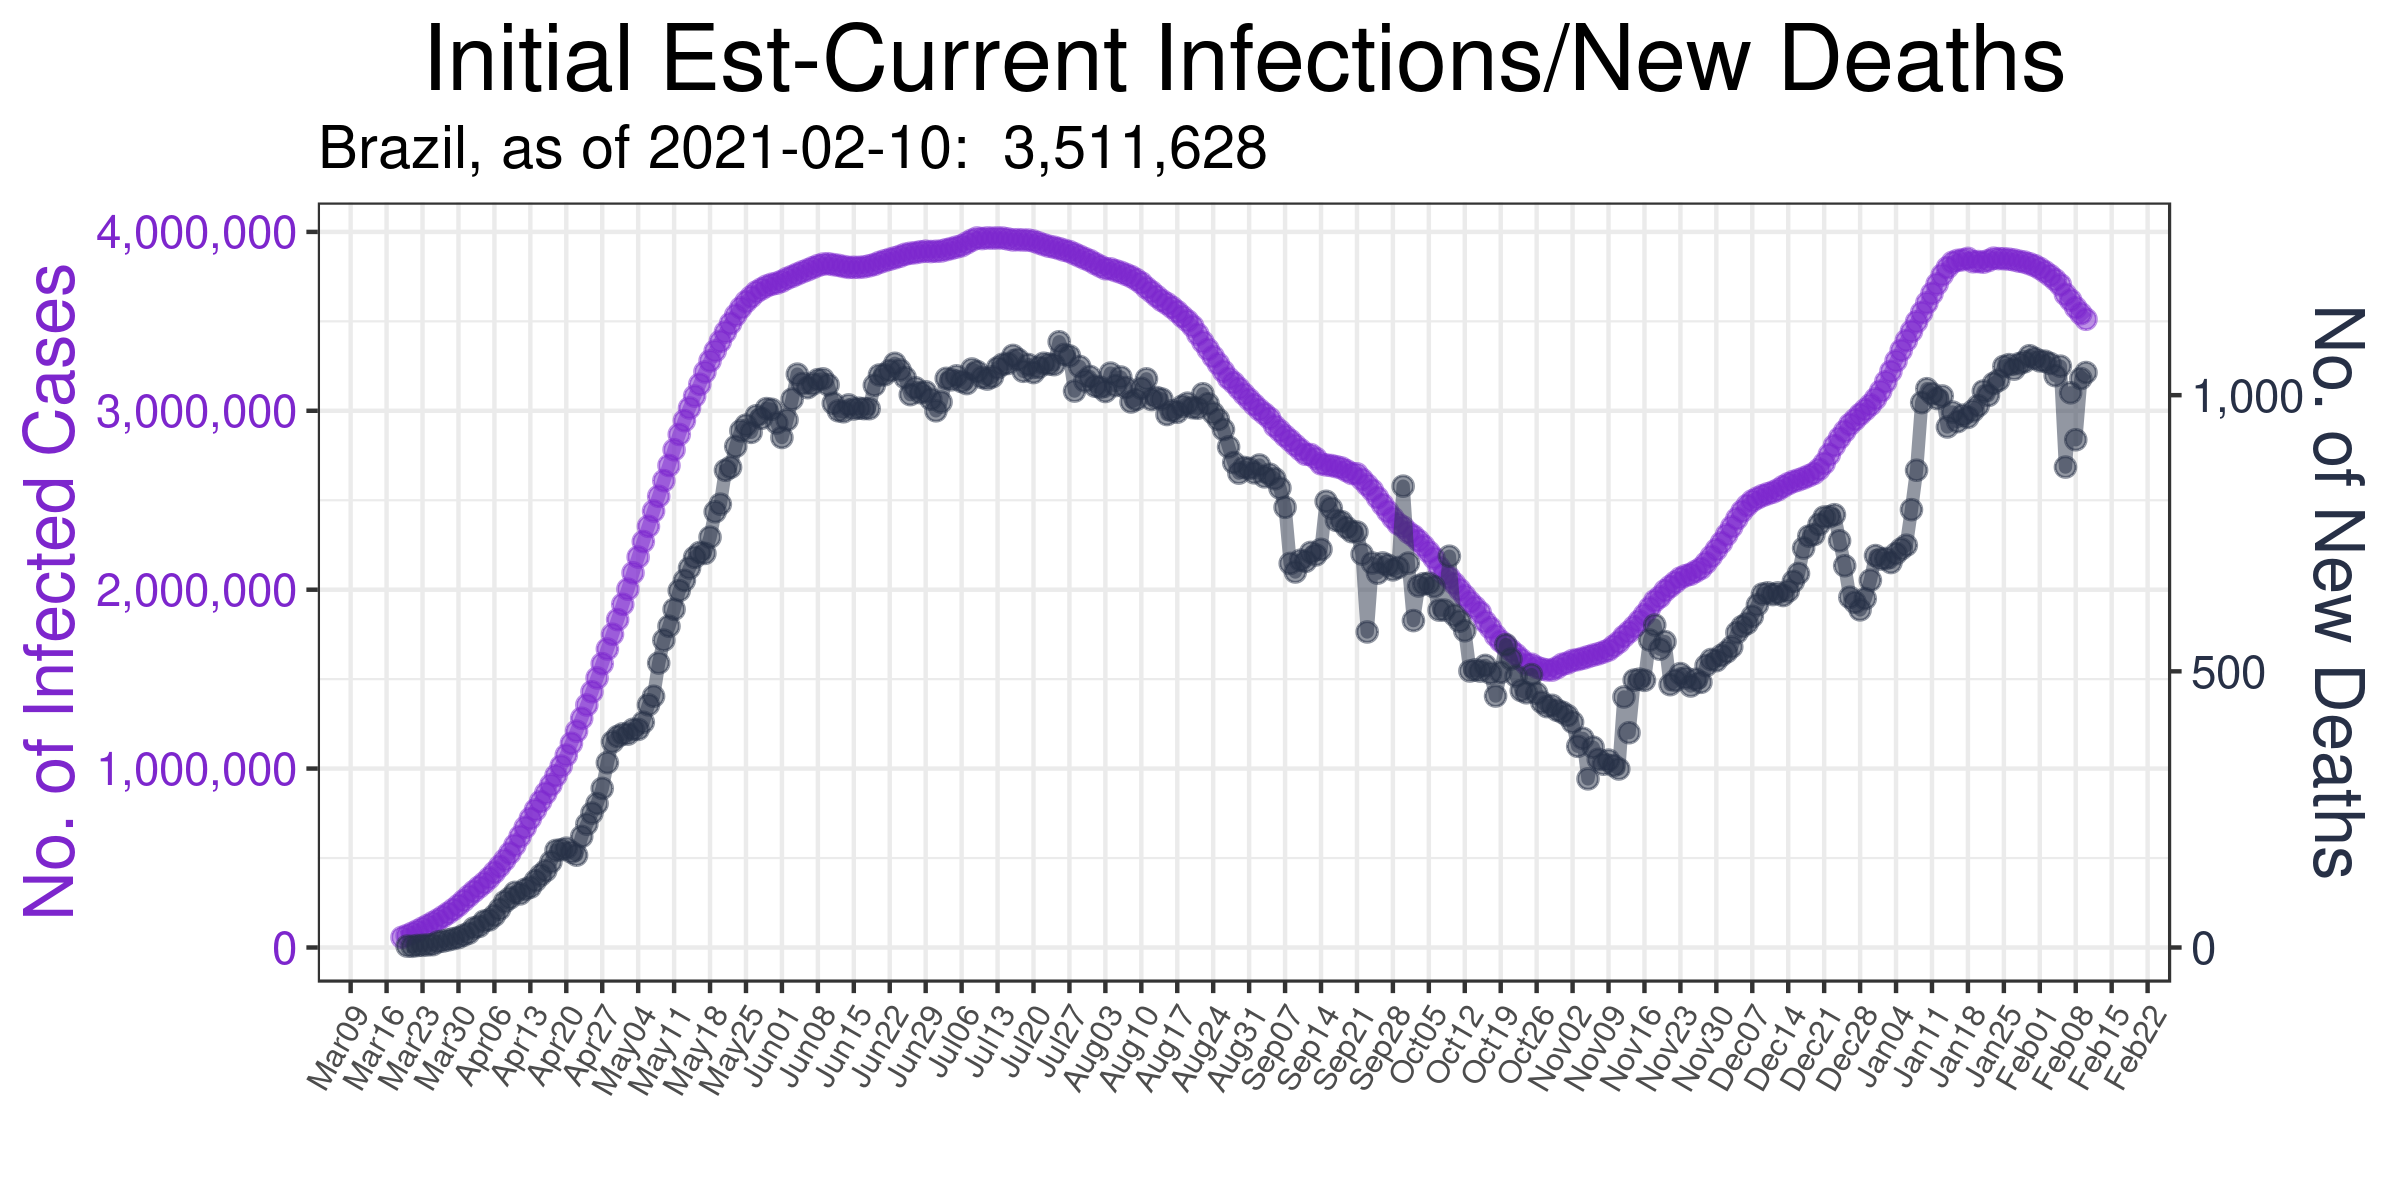 Initial Est-Current Infections/New Deaths
Brazil, as of 2021-02-10:  3,511,628
No. of Infected Cases
4,000,000
3,000,000
2,000,000
1,000,000
0
No. of New Deaths
1,000
500
0
Mar09
Mar16
Mar23
Mar30
Apr06
Apr13
Apr20
Apr27
May04
May11
May18
May25
Jun01
Jun08
Jun15
Jun22
Jun29
Jul06
Jul13
Jul20
Jul27
Aug03
Aug10
Aug17
Aug24
Aug31
Sep07
Sep14
Sep21
Sep28
Oct05
Oct12
Oct19
Oct26
Nov02
Nov09
Nov16
Nov23
Nov30
Dec07
Dec14
Dec21
Dec28
Jan04
Jan11
Jan18
Jan25
Feb01
Feb08
Feb15
Feb22